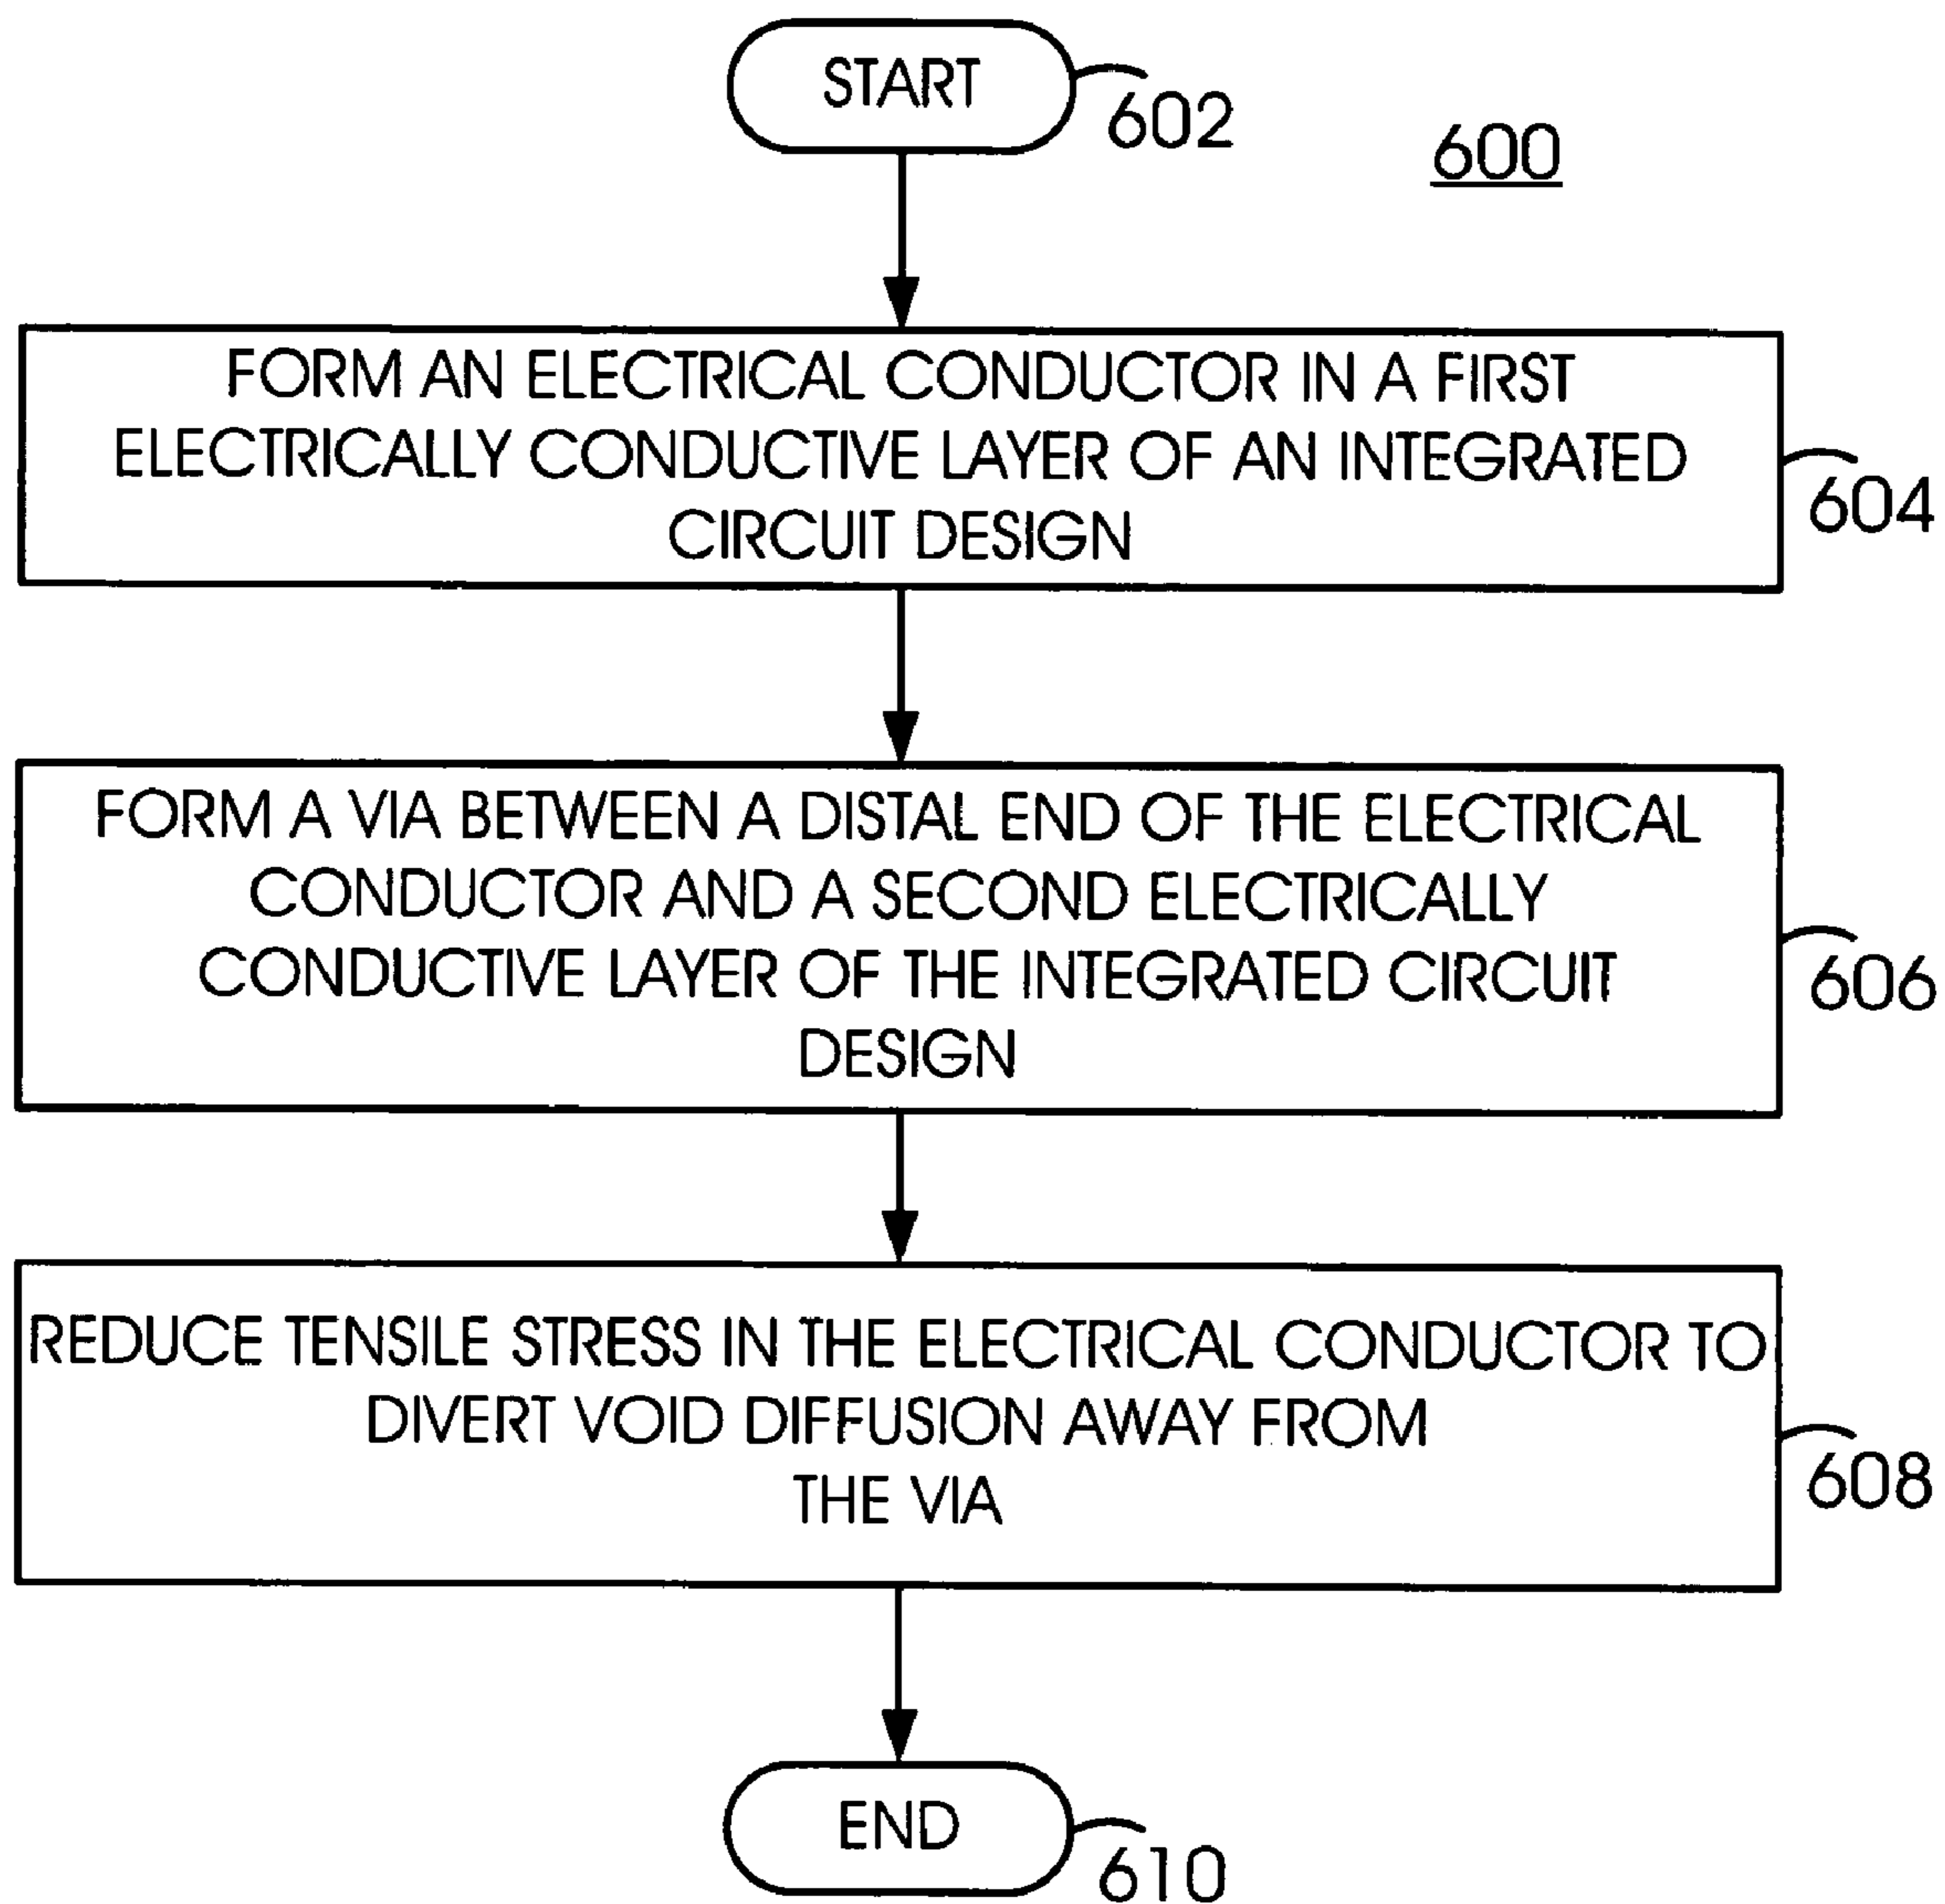 START
602
600
FORM AN ELECTRICAL CONDUCTOR IN A FIRST
ELECTRICALLY CONDUCTIVE LAYER OF AN INTEGRATED
CIRCUIT DESIGN
604
FORM A VIA BETWEEN A DISTAL END OF THE ELECTRICAL
CONDUCTOR AND A SECOND ELECTRICALLY
CONDUCTIVE LAYER OF THE INTEGRATED CIRCUIT
DESIGN
606
REDUCE TENSILE STRESS IN THE ELECTRICAL CONDUCTOR TO
DIVERT VOID DIFFUSION AWAY FROM
THE VIA
608
END
610